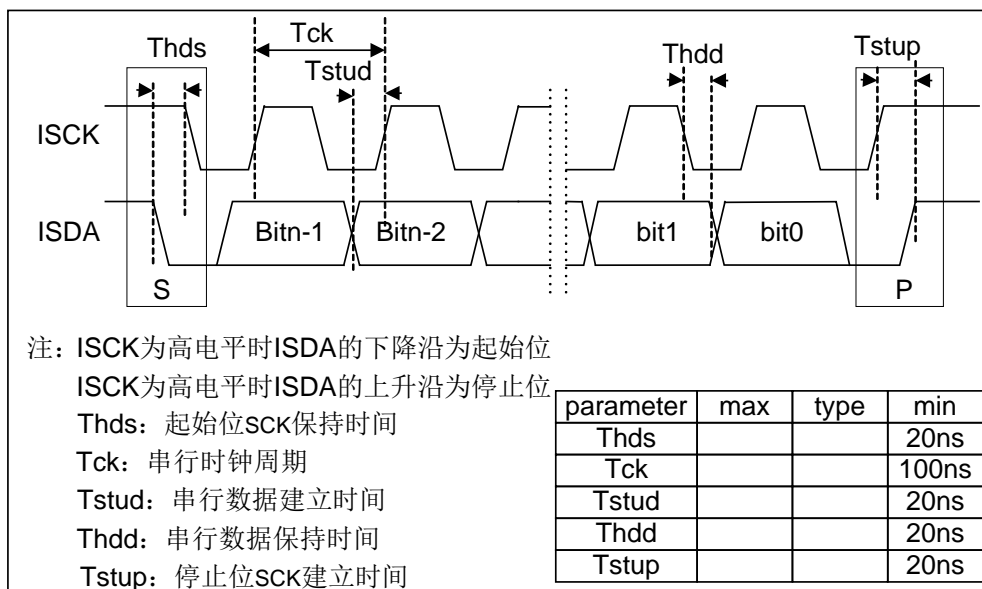 Thds
Tck
Tstud
Thdd
Tstup
ISCK
ISDA
Bitn-1
Bitn-2
bit1
bit0
S
P
注：ISCK为高电平时ISDA的下降沿为起始位
ISCK为高电平时ISDA的上升沿为停止位
Thds：起始位SCK保持时间
Tck：串行时钟周期
Tstud：串行数据建立时间
Thdd：串行数据保持时间
Tstup：停止位SCK建立时间
parameter max type min
Thds 20ns
Tck 100ns
Tstud 20ns
Thdd 20ns
Tstup 20ns